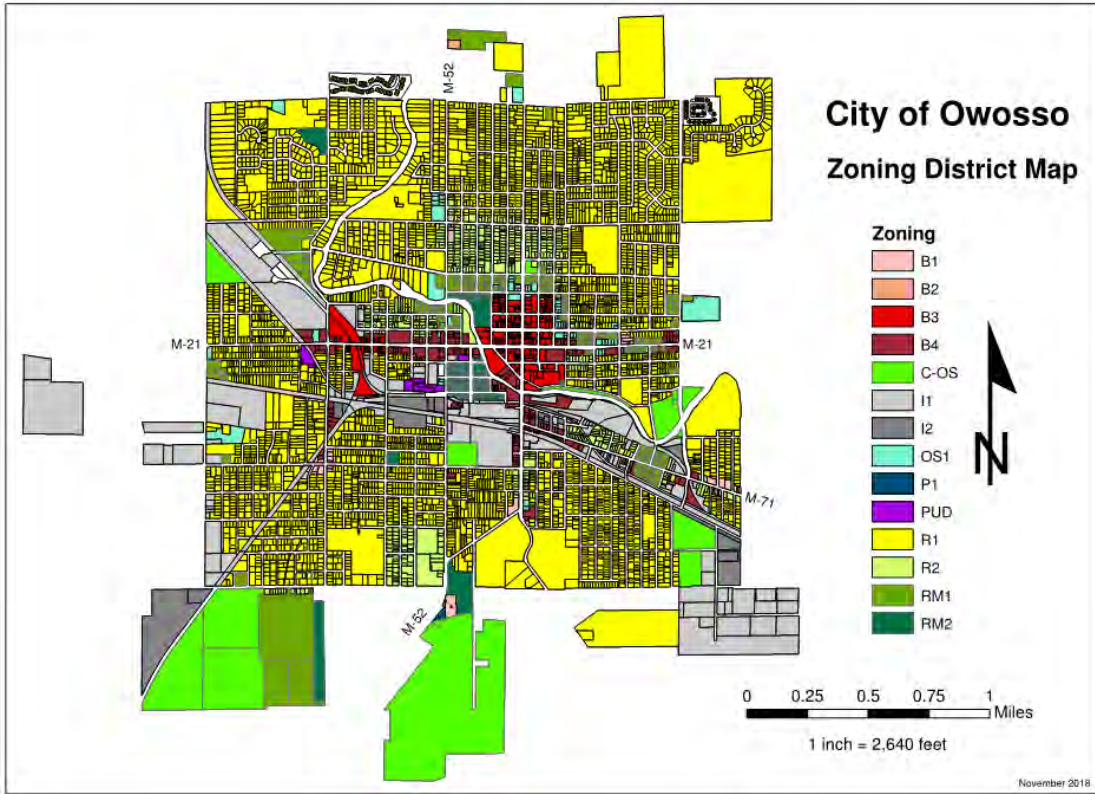 City of Owosso
Zoning District Map
Zoning
B1
B2
B3
B4
C-OS
I1
I2
OS1
P1
PUD
R1
R2
RM1
RM2
M-52
M-21
M-21
M-71
M-52
N
0 0.25 0.5 0.75 1
Miles
1 inch = 2,640 feet
November 2018